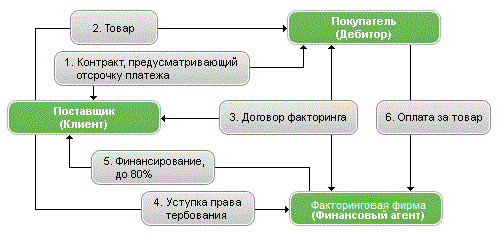 2. Товар
Покупатель
(Дебитор)
1. Контракт, предусматривающий
отсрочку платежа
Поставщик
(Клиент)
3. Договор факторинга
6. Оплата за товар
5. Финансирование,
до 80%
4. Уступка права
тербования
Факторинговая фирма
(Финансовый агент)